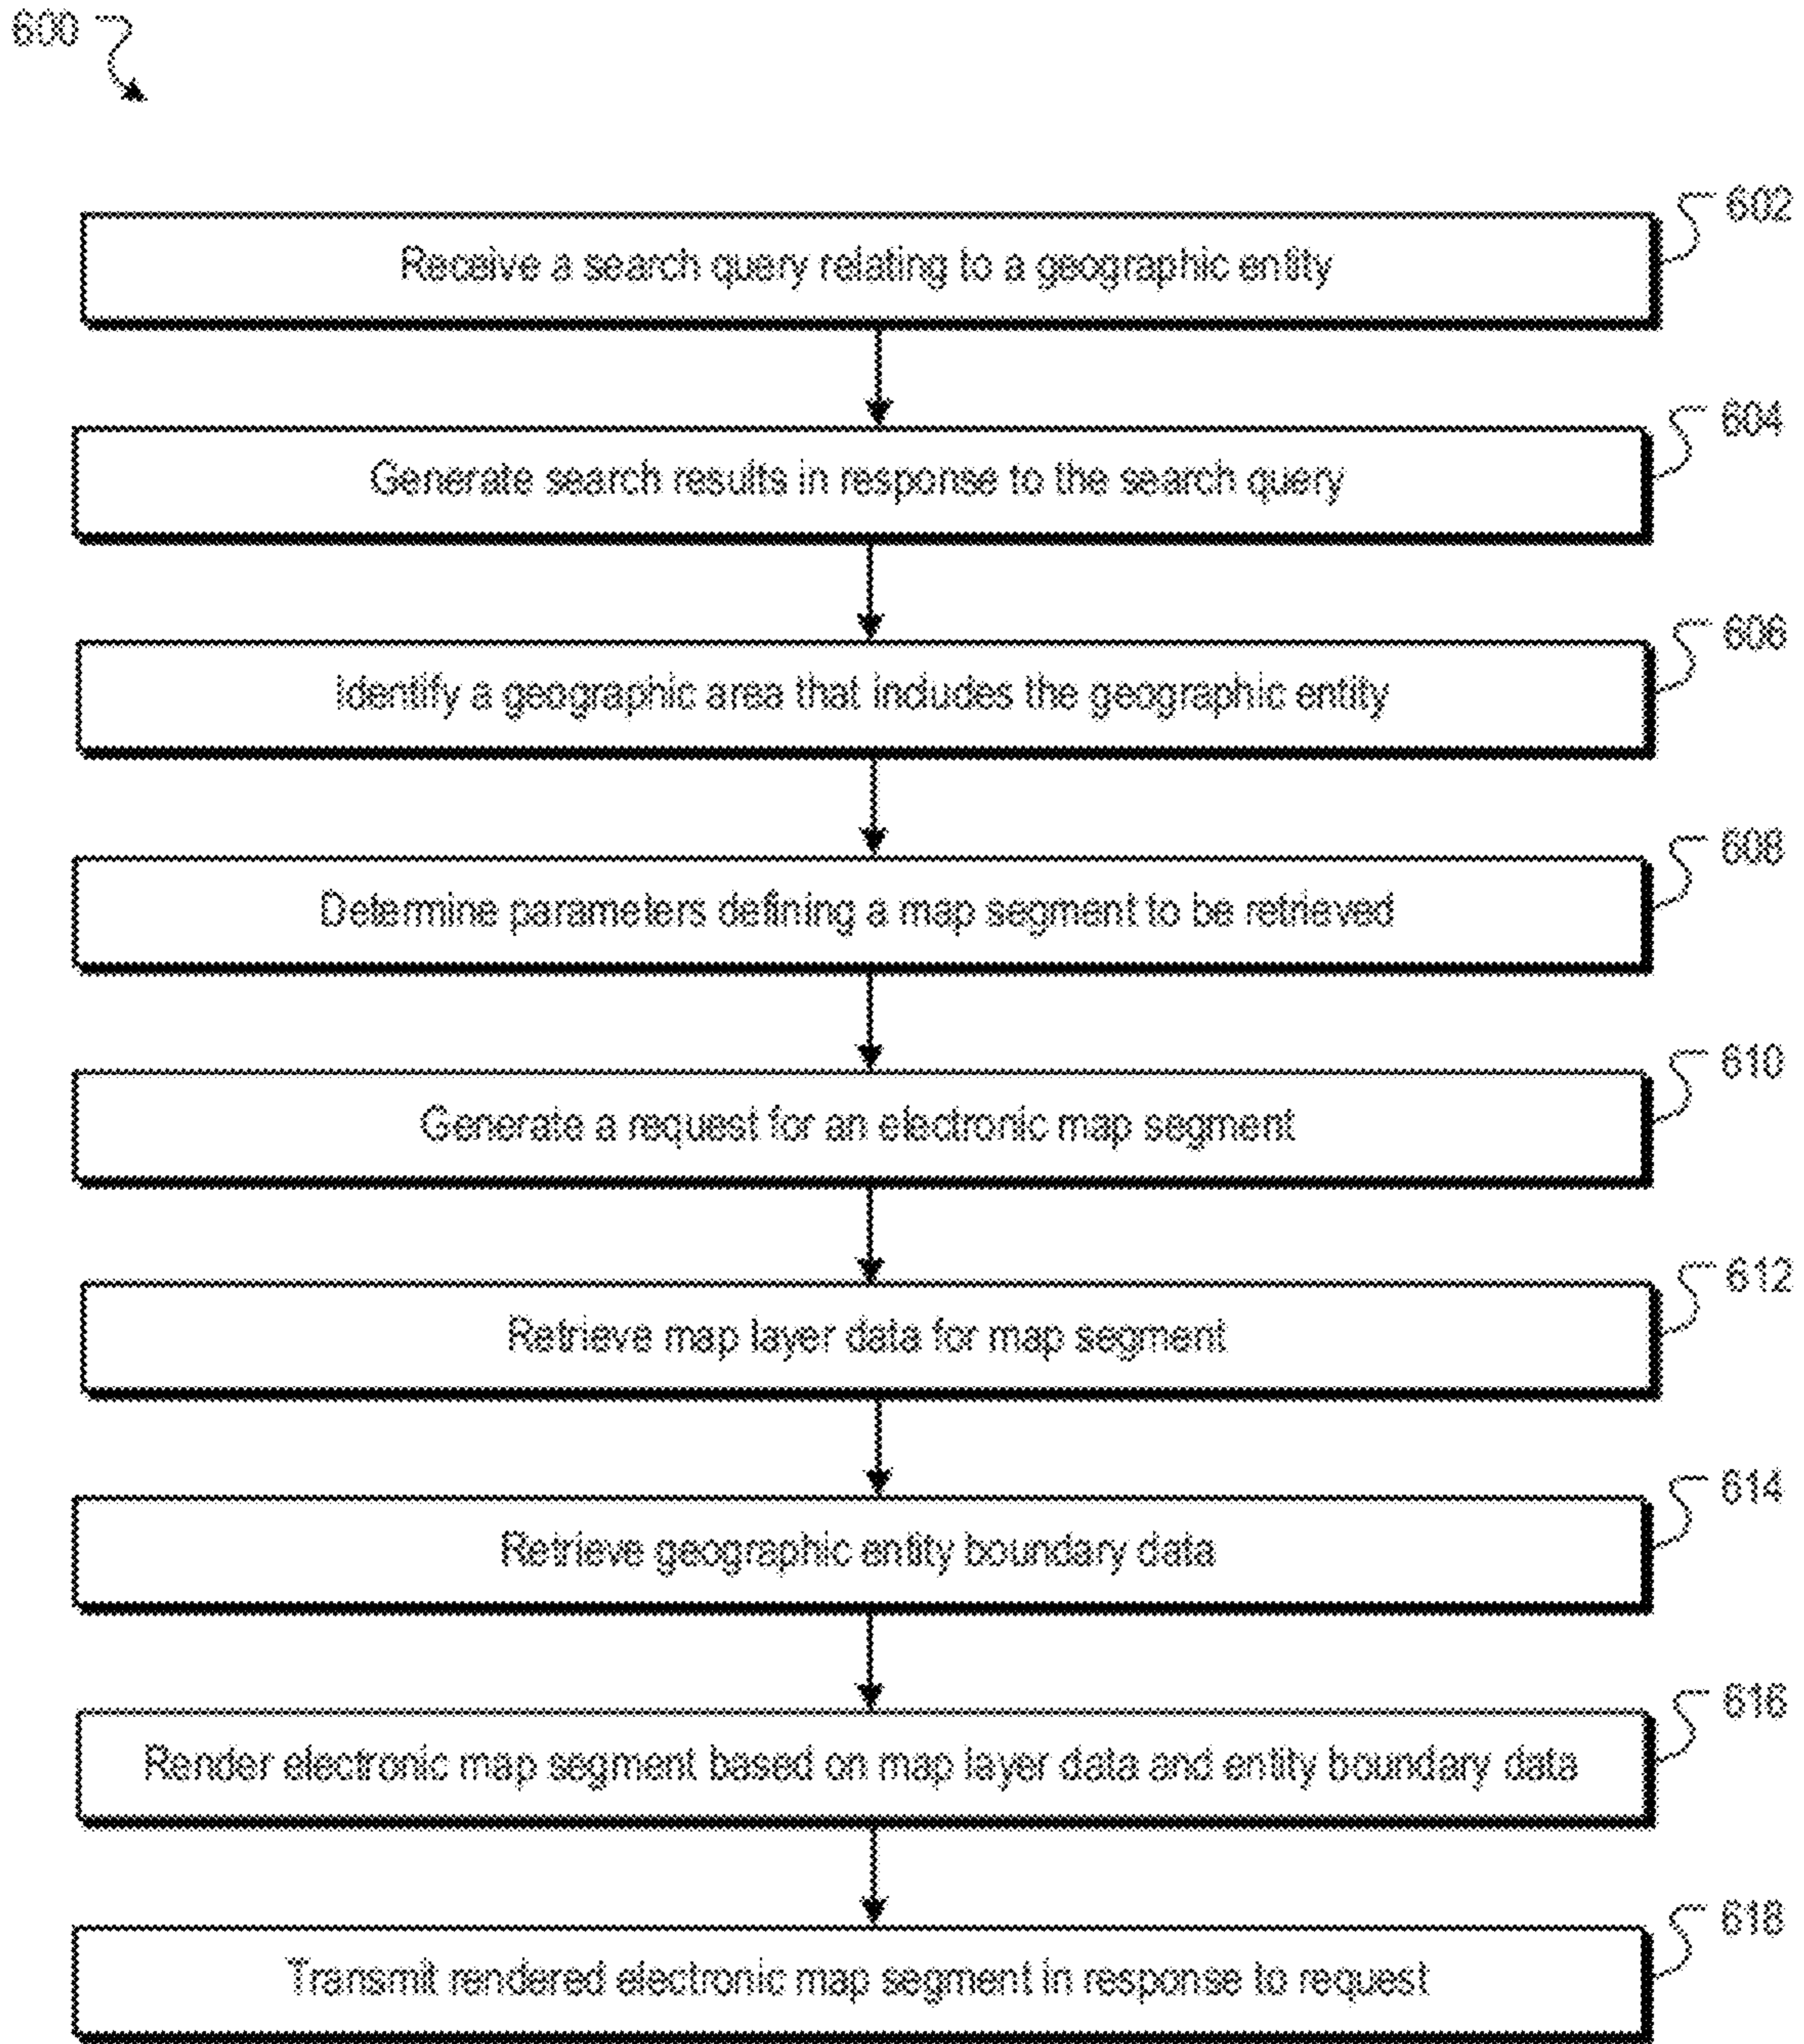 600
602
Receive a search query relating to a geographic entity
604
Generate search results in response to the search query
606
Identify a geographic area that includes the geographic entity
608
Determine parameters defining a map segment to be retrieved
610
Generate a request for an electronic map segment
612
Retrieve map layer data for map segment
614
Retrieve geographic entity boundary data
616
Render electronic map segment based on map layer data and entity boundary data
618
Transmit rendered electronic map segment in response to request